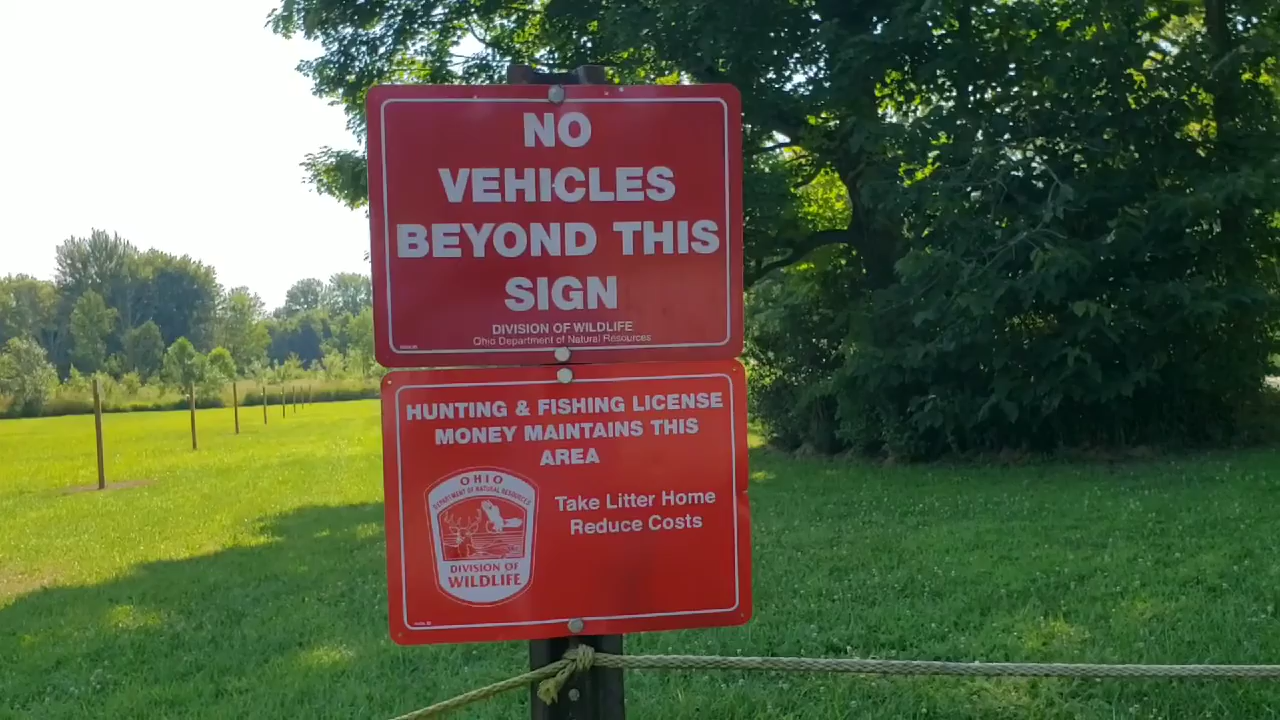 NO
VEHICLES
BEYOND THIS
SIGN
DIVISION OF WILDLIFE
Ohio Department of Natural Resources
HUNTING & FISHING LICENSE
MONEY MAINTAINS THIS
AREA
Take Litter Home
Reduce Costs
OHIO
DEPARTMENT OF NATURAL RESOURCES
DIVISION OF
WILDLIFE